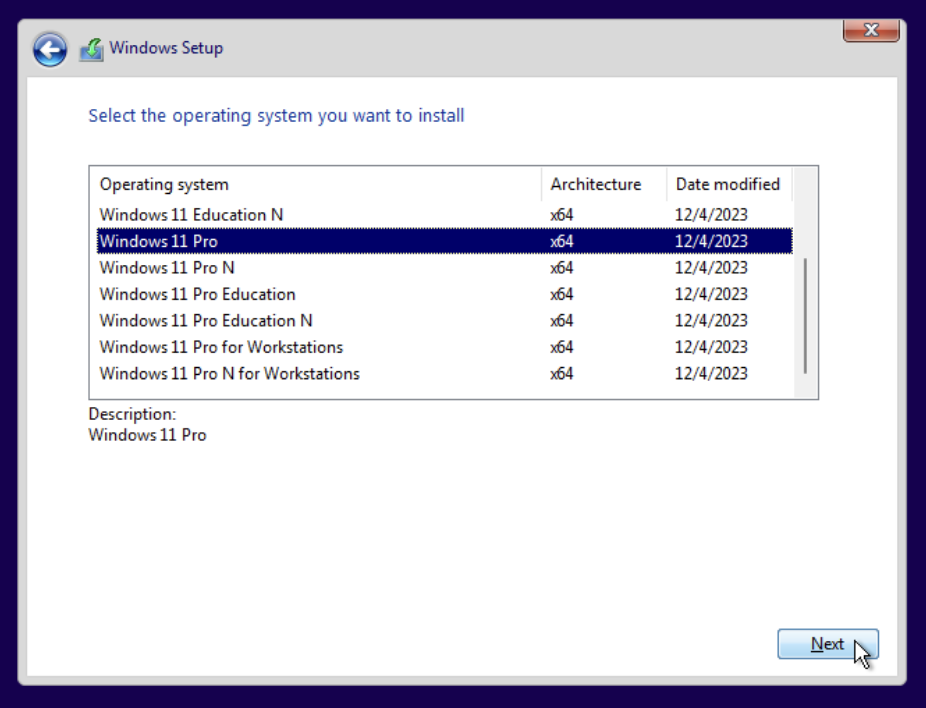 Windows Setup
Select the operating system you want to install
Operating system Architecture Date modified
Windows 11 Education N x64 12/4/2023
Windows 11 Pro x64 12/4/2023
Windows 11 Pro N x64 12/4/2023
Windows 11 Pro Education x64 12/4/2023
Windows 11 Pro Education N x64 12/4/2023
Windows 11 Pro for Workstations x64 12/4/2023
Windows 11 Pro N for Workstations x64 12/4/2023
Description:
Windows 11 Pro
Next